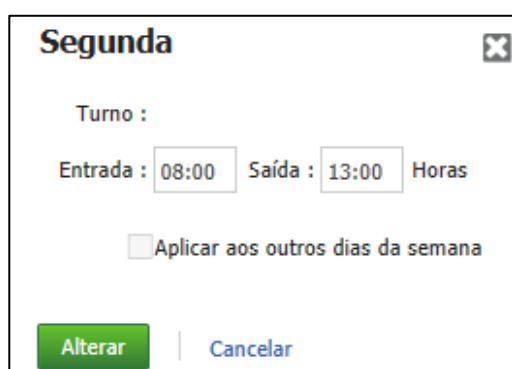 Segunda
Turno :
Entrada : 08:00 Saída : 13:00 Horas
Aplicar aos outros dias da semana
Alterar Cancelar